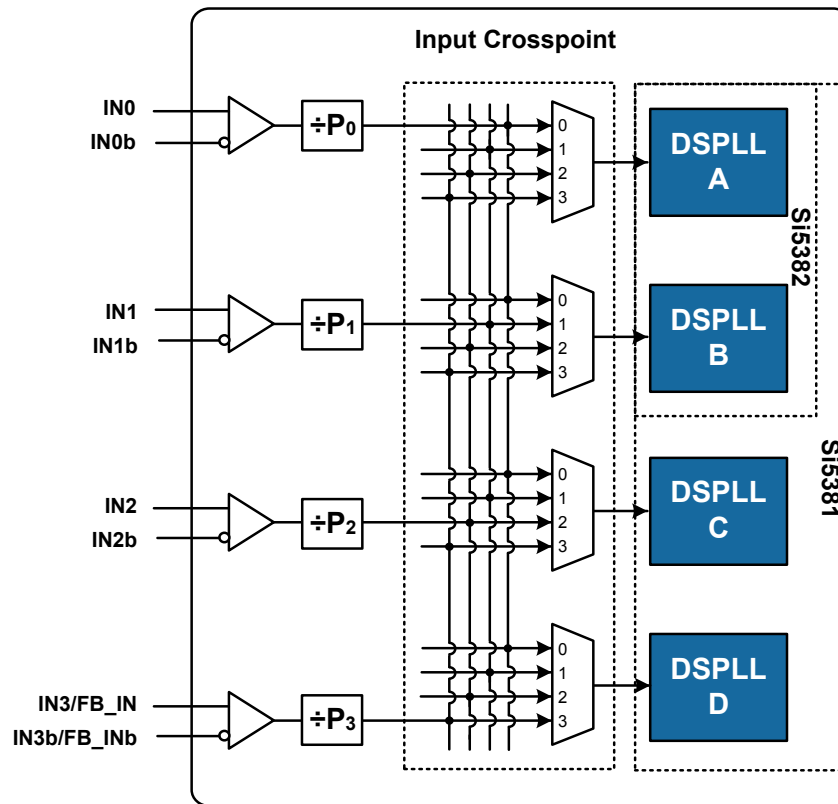 Input Crosspoint
IN0
IN0b
÷P0
0
1
2
3
DSPLL
A
Si5382
IN1
IN1b
÷P1
0
1
2
3
DSPLL
B
Si5381
IN2
IN2b
÷P2
0
1
2
3
DSPLL
C
IN3/FB_IN
IN3b/FB_INb
÷P3
0
1
2
3
DSPLL
D